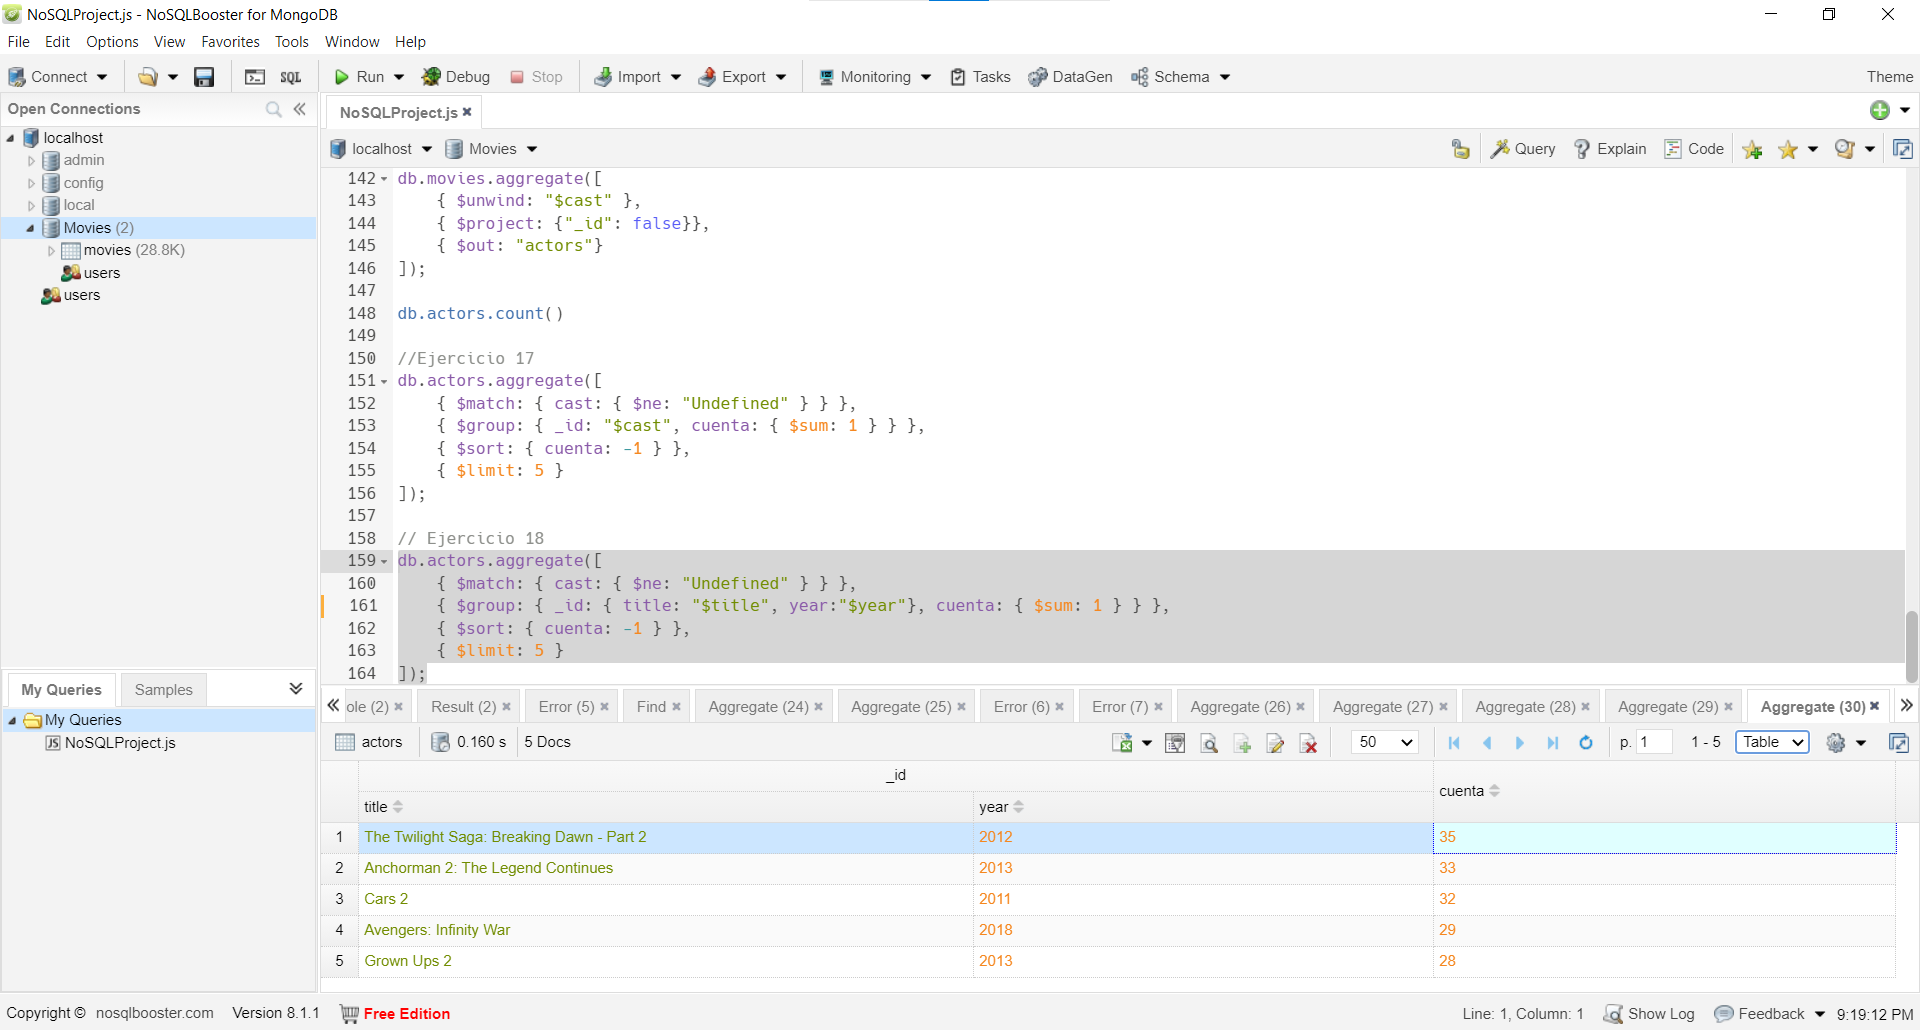 NoSQLProject.js - NoSQLBooster for MongoDB
File Edit Options View Favorites Tools Window Help
Connect SQL Run Debug Stop Import Export Monitoring Tasks DataGen Schema Theme
Open Connections
localhost
admin
config
local
Movies (2)
movies (28.8K)
users
users
My Queries Samples
My Queries
JS NoSQLProject.js
NoSQLProject.js
localhost Movies Query Explain Code
142 db.movies.aggregate([
143 { $unwind: "$cast" },
144 { $project: {"_id": false}},
145 { $out: "actors"}
146 ]);
147
148 db.actors.count()
149
150 //Ejercicio 17
151 db.actors.aggregate([
152 { $match: { cast: { $ne: "Undefined" } } },
153 { $group: { _id: "$cast", cuenta: { $sum: 1 } } },
154 { $sort: { cuenta: -1 } },
155 { $limit: 5 }
156 ]);
157
158 // Ejercicio 18
159 db.actors.aggregate([
160 { $match: { cast: { $ne: "Undefined" } } },
161 { $group: { _id: { title: "$title", year:"$year"}, cuenta: { $sum: 1 } } },
162 { $sort: { cuenta: -1 } },
163 { $limit: 5 }
164 ]);
ole (2) Result (2) Error (5) Find Aggregate (24) Aggregate (25) Error (6) Error (7) Aggregate (26) Aggregate (27) Aggregate (28) Aggregate (29) Aggregate (30)
actors 0.160 s 5 Docs 50 p. 1 1 - 5 Table
_id
title year cuenta
1 The Twilight Saga: Breaking Dawn - Part 2 2012 35
2 Anchorman 2: The Legend Continues 2013 33
3 Cars 2 2011 32
4 Avengers: Infinity War 2018 29
5 Grown Ups 2 2013 28
Copyright © nosqlbooster.com Version 8.1.1 Free Edition Line: 1, Column: 1 Show Log Feedback 9:19:12 PM